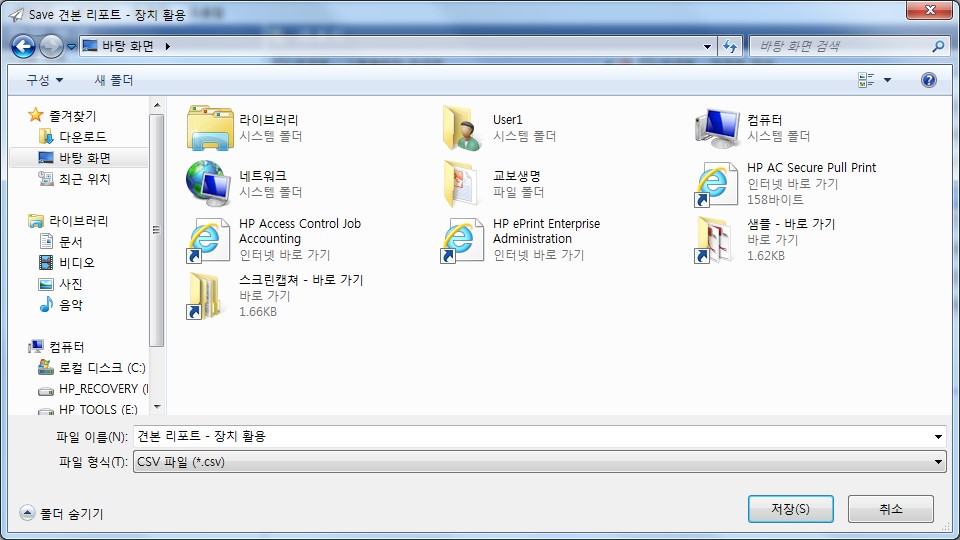 Save 견본 리포트 - 장치 활용
바탕 화면
바탕 화면 검색
구성
새 폴더
즐겨찾기
다운로드
바탕 화면
최근 위치
라이브러리
문서
비디오
사진
음악
컴퓨터
로컬 디스크 (C:)
HP_RECOVERY (
HP_TOOLS (E:)
라이브러리
시스템 폴더
User1
시스템 폴더
컴퓨터
시스템 폴더
네트워크
시스템 폴더
교보생명
파일 폴더
HP AC Secure Pull Print
인터넷 바로 가기
158바이트
HP Access Control Job
Accounting
인터넷 바로 가기
HP ePrint Enterprise
Administration
인터넷 바로 가기
샘플 - 바로 가기
바로 가기
1.62KB
스크린캡쳐 - 바로 가기
바로 가기
1.66KB
파일 이름(N): 견본 리포트 - 장치 활용
파일 형식(T): CSV 파일 (*.csv)
폴더 숨기기
저장(S)
취소